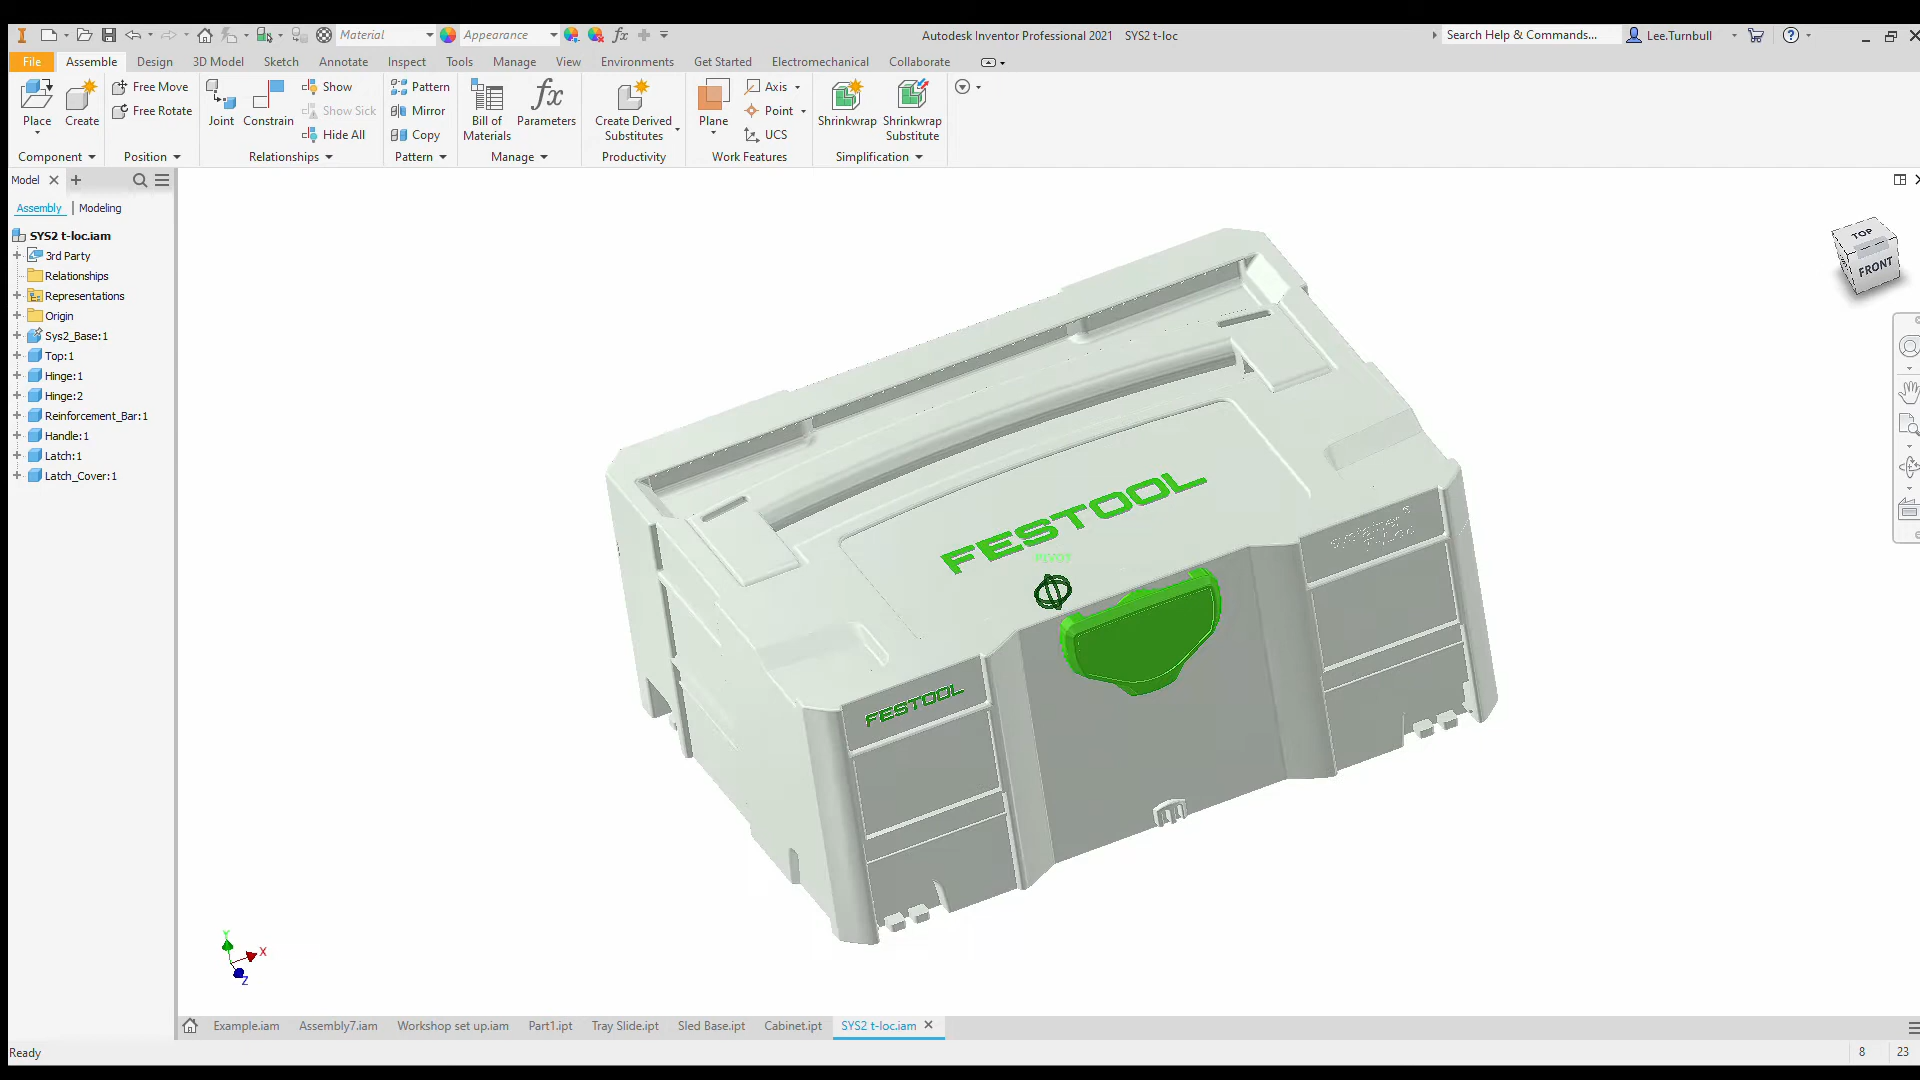 Material
Appearance
Autodesk Inventor Professional 2021 SYS2 t-loc
Search Help & Commands...
Lee.Turnbull
File Assemble Design 3D Model Sketch Annotate Inspect Tools Manage View Environments Get Started Electromechanical Collaborate
Place
Create
Free Move
Free Rotate
Joint
Constrain
Show
Show Sick
Hide All
Pattern
Mirror
Copy
Bill of
Materials
Parameters
Create Derived
Substitutes
Plane
Axis
Point
UCS
Shrinkwrap
Shrinkwrap
Substitute
Component Position Relationships Pattern Manage Productivity Work Features Simplification
Model
Assembly Modeling
SYS2 t-loc.iam
3rd Party
Relationships
Representations
Origin
Sys2_Base:1
Top:1
Hinge:1
Hinge:2
Reinforcement_Bar:1
Handle:1
Latch:1
Latch_Cover:1
TOP
FRONT
FESTOOL
PIVOT
FESTOOL
Y
X
Z
Example.iam Assembly7.iam Workshop set up.iam Part1.ipt Tray Slide.ipt Sled Base.ipt Cabinet.ipt SYS2 t-loc.iam
Ready
8 23